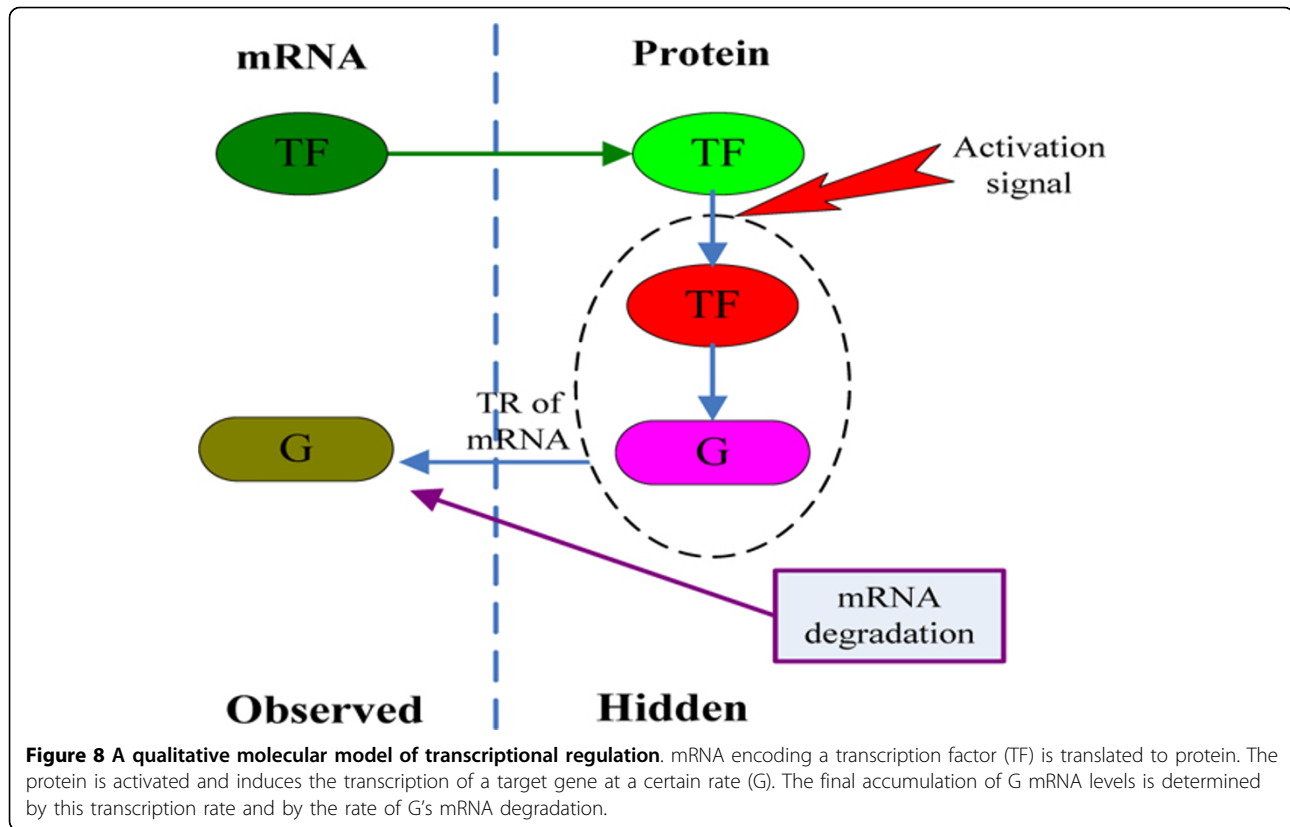 mRNA
Protein
TF
TF
Activation
signal
TF
TR of
mRNA
G
G
mRNA
degradation
Observed
Hidden
Figure 8 A qualitative molecular model of transcriptional regulation. mRNA encoding a transcription factor (TF) is translated to protein. The
protein is activated and induces the transcription of a target gene at a certain rate (G). The final accumulation of G mRNA levels is determined
by this transcription rate and by the rate of G's mRNA degradation.